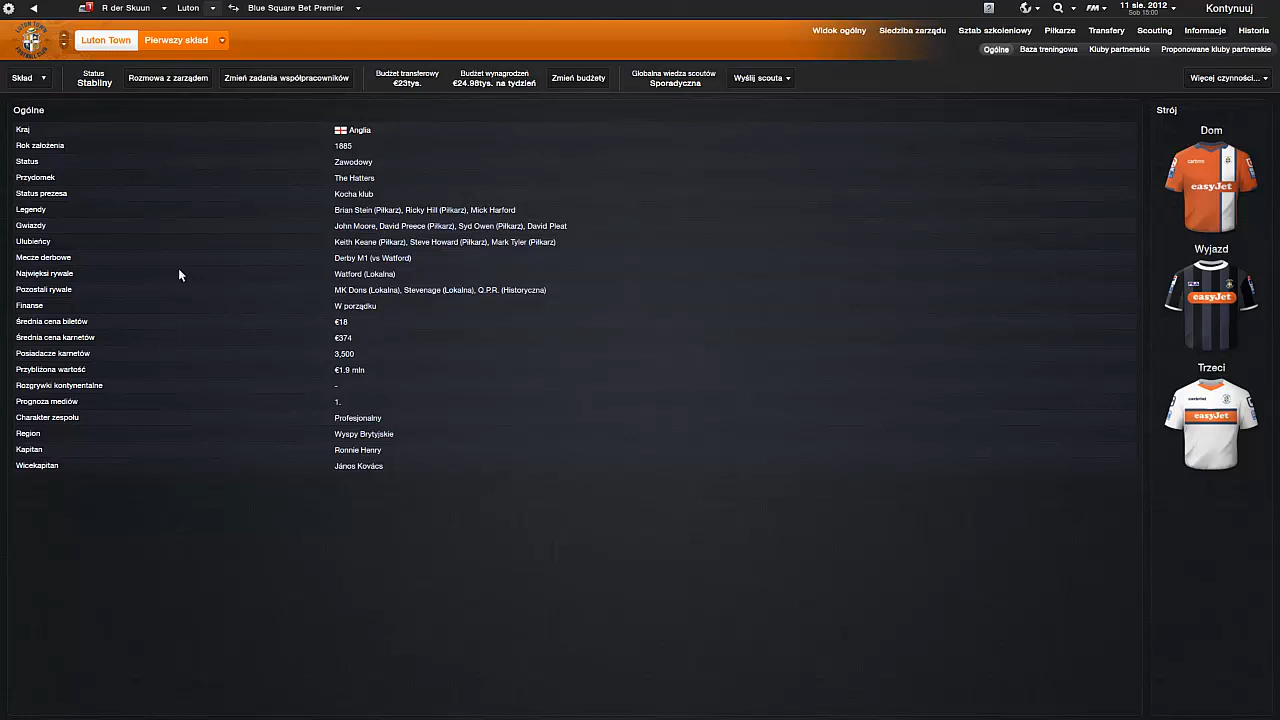 R der Skuun
Luton
Blue Square Bet Premier
FM
11 sie. 2012
Sob 15:00
Kontynuuj
Luton Town
Pierwszy skład
Widok ogólny
Siedziba zarządu
Sztab szkoleniowy
Piłkarze
Transfery
Scouting
Informacje
Historia
Ogólne
Baza treningowa
Kluby partnerskie
Proponowane kluby partnerskie
Skład
Status
Stabilny
Rozmowa z zarządem
Zmień zadania współpracowników
Budżet transferowy
€23tys.
Budżet wynagrodzeń
€24.98tys. na tydzień
Zmień budżety
Globalna wiedza scoutów
Sporadyczna
Wyślij scouta
Więcej czynności...
Ogólne
Kraj Anglia
Rok założenia 1885
Status Zawodowy
Przydomek The Hatters
Status prezesa Kocha klub
Legendy Brian Stein (Piłkarz), Ricky Hill (Piłkarz), Mick Harford
Gwiazdy John Moore, David Preece (Piłkarz), Syd Owen (Piłkarz), David Pleat
Ulubieńcy Keith Keane (Piłkarz), Steve Howard (Piłkarz), Mark Tyler (Piłkarz)
Mecze derbowe Derby M1 (vs Watford)
Najwięksi rywale Watford (Lokalna)
Pozostali rywale MK Dons (Lokalna), Stevenage (Lokalna), Q.P.R. (Historyczna)
Finanse W porządku
Średnia cena biletów €18
Średnia cena karnetów €374
Posiadacze karnetów 3,500
Przybliżona wartość €1.9 mln
Rozgrywki kontynentalne -
Prognoza mediów 1.
Charakter zespołu Profesjonalny
Region Wyspy Brytyjskie
Kapitan Ronnie Henry
Wicekapitan János Kovács
Strój
Dom
easyJet
Wyjazd
FILA
easyJet
Trzeci
easyJet